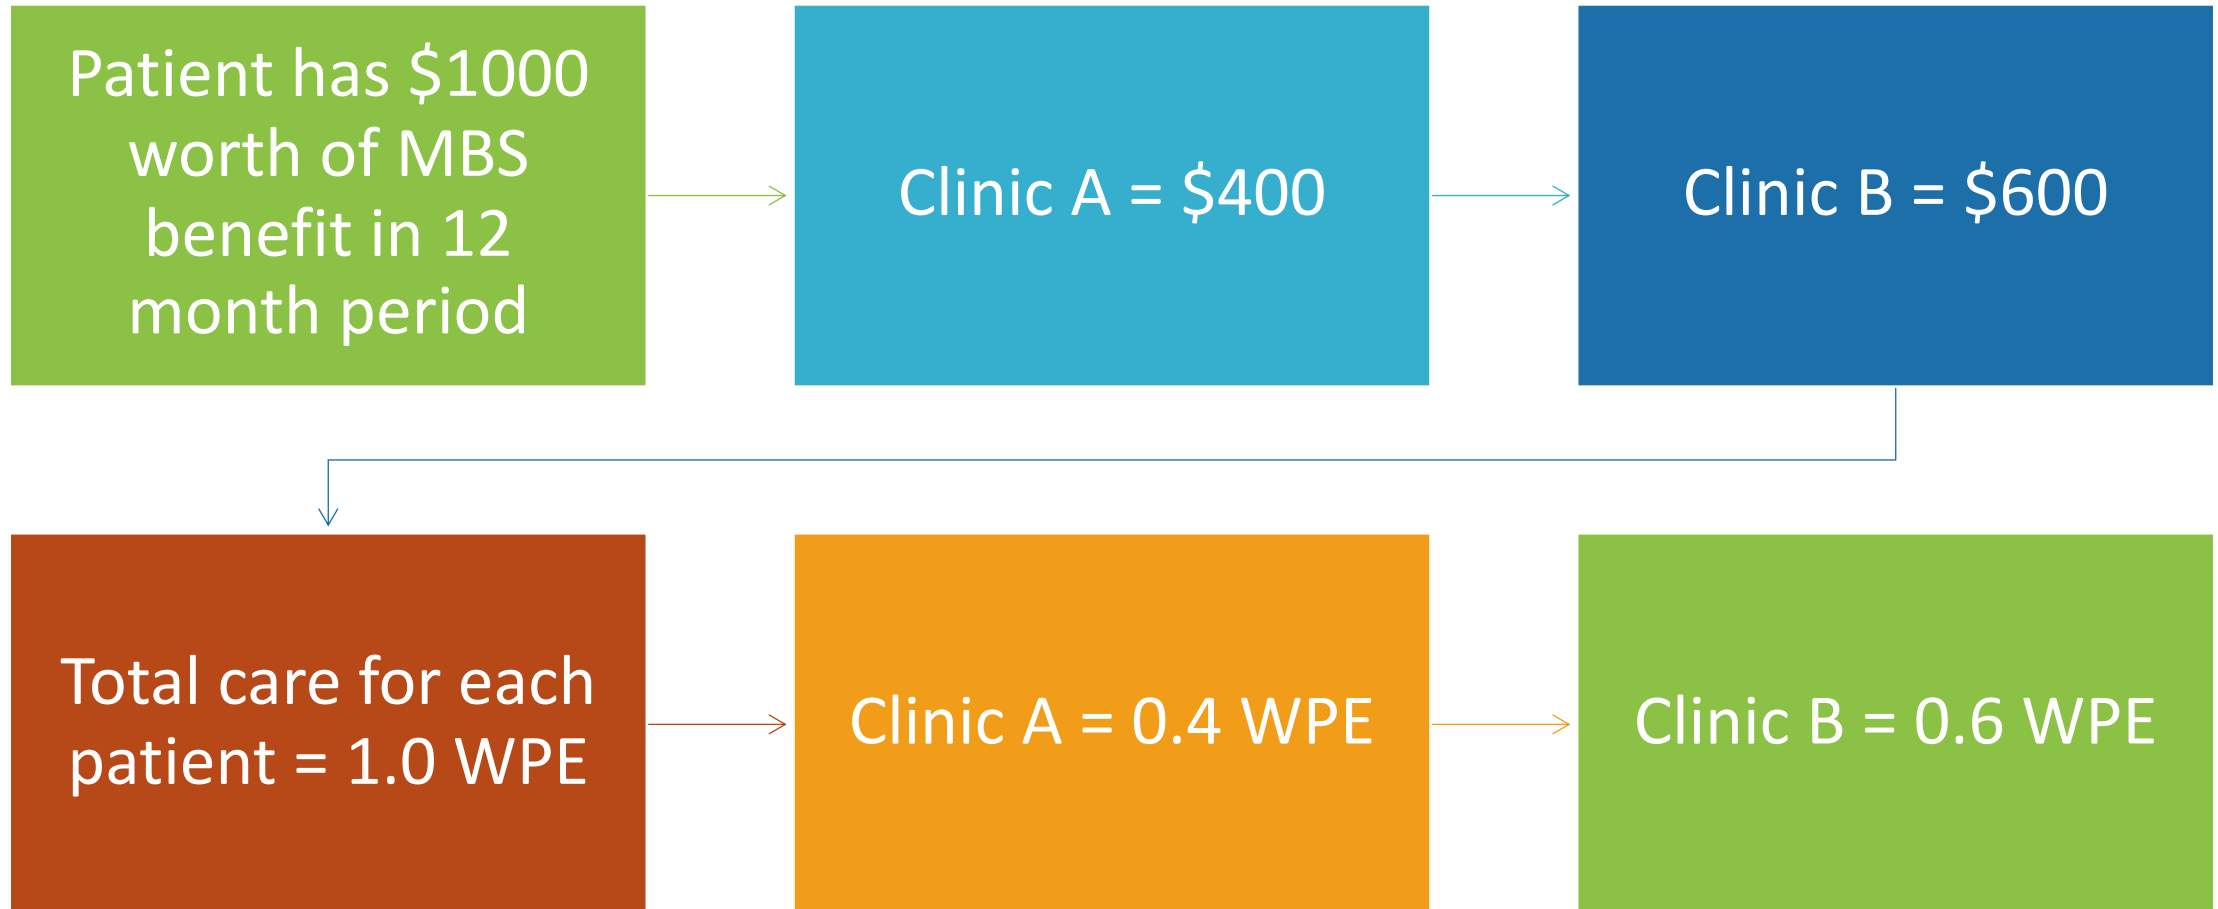 Patient has $1000
worth of MBS
benefit in 12
month period
Clinic A = $400
Clinic B = $600
Total care for each
patient = 1.0 WPE
Clinic A = 0.4 WPE
Clinic B = 0.6 WPE